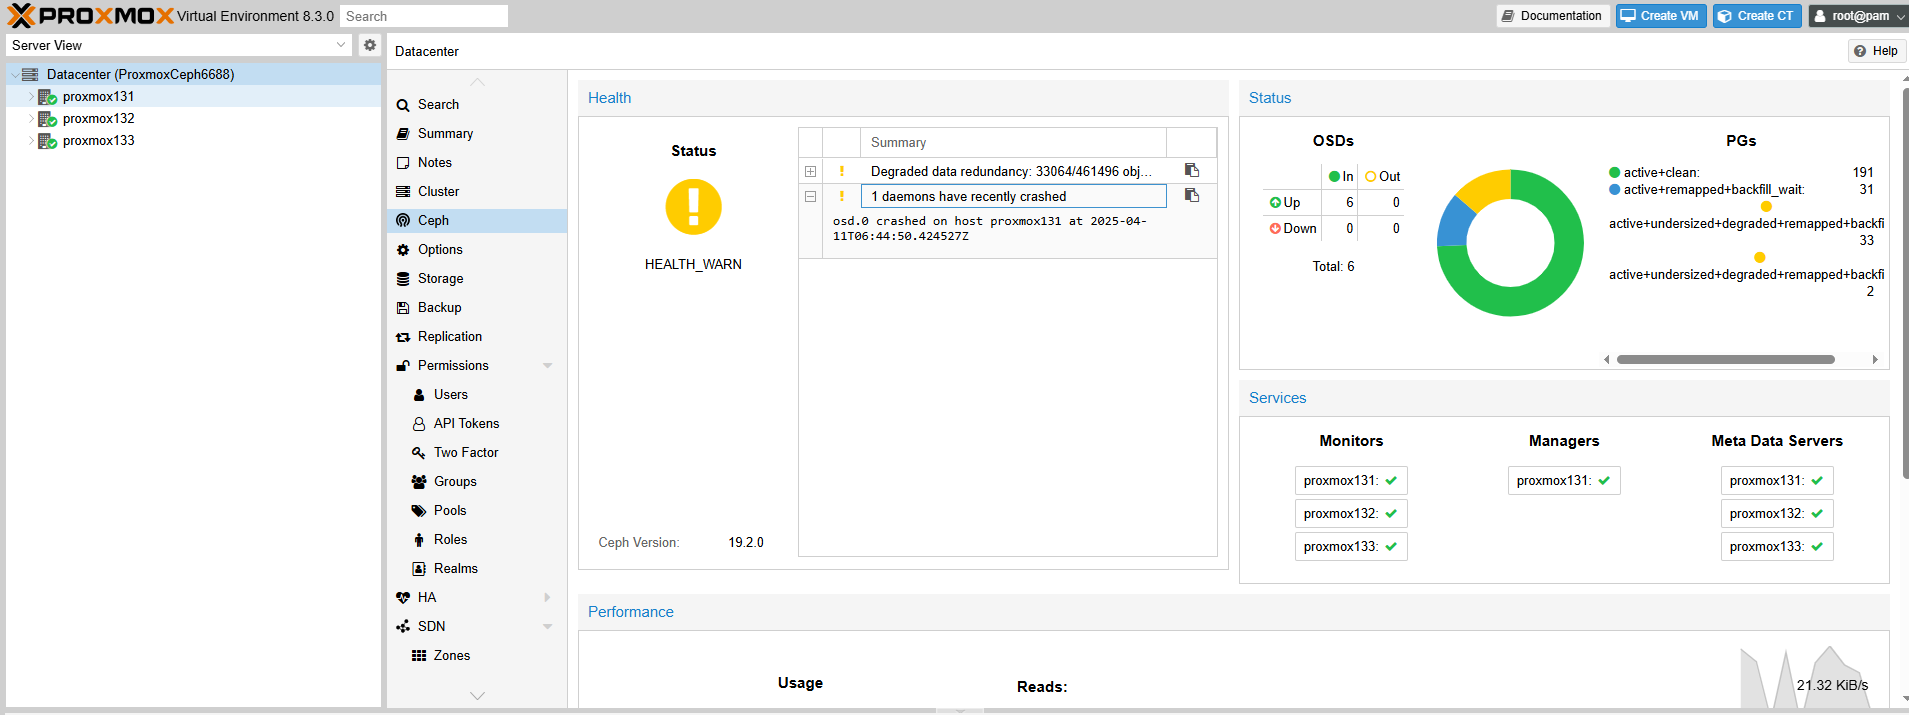 PROXMOX Virtual Environment 8.3.0 Search Documentation Create VM Create CT root@pam
Server View
Datacenter (ProxmoxCeph6688)
proxmox131
proxmox132
proxmox133
Datacenter
Help
Search
Summary
Notes
Cluster
Ceph
Options
Storage
Backup
Replication
Permissions
Users
API Tokens
Two Factor
Groups
Pools
Roles
Realms
HA
SDN
Zones
Health
Status
HEALTH_WARN
Ceph Version: 19.2.0
Summary
Degraded data redundancy: 33064/461496 obj...
1 daemons have recently crashed
osd.0 crashed on host proxmox131 at 2025-04-
11T06:44:50.424527Z
Status
OSDs
In Out
Up 6 0
Down 0 0
Total: 6
PGs
active+clean: 191
active+remapped+backfill_wait: 31
active+undersized+degraded+remapped+backfi
33
active+undersized+degraded+remapped+backfi
2
Services
Monitors
proxmox131:
proxmox132:
proxmox133:
Managers
proxmox131:
Meta Data Servers
proxmox131:
proxmox132:
proxmox133:
Performance
Usage
Reads:
21.32 KiB/s